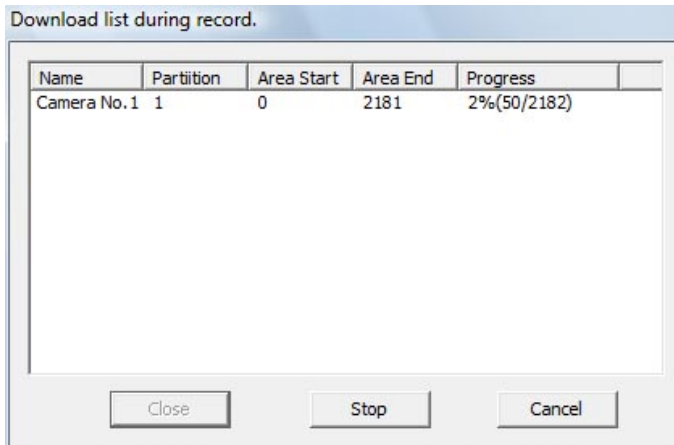 Download list during record.
Name Partition Area Start Area End Progress
Camera No.1 1 0 2181 2%(50/2182)
Close Stop Cancel